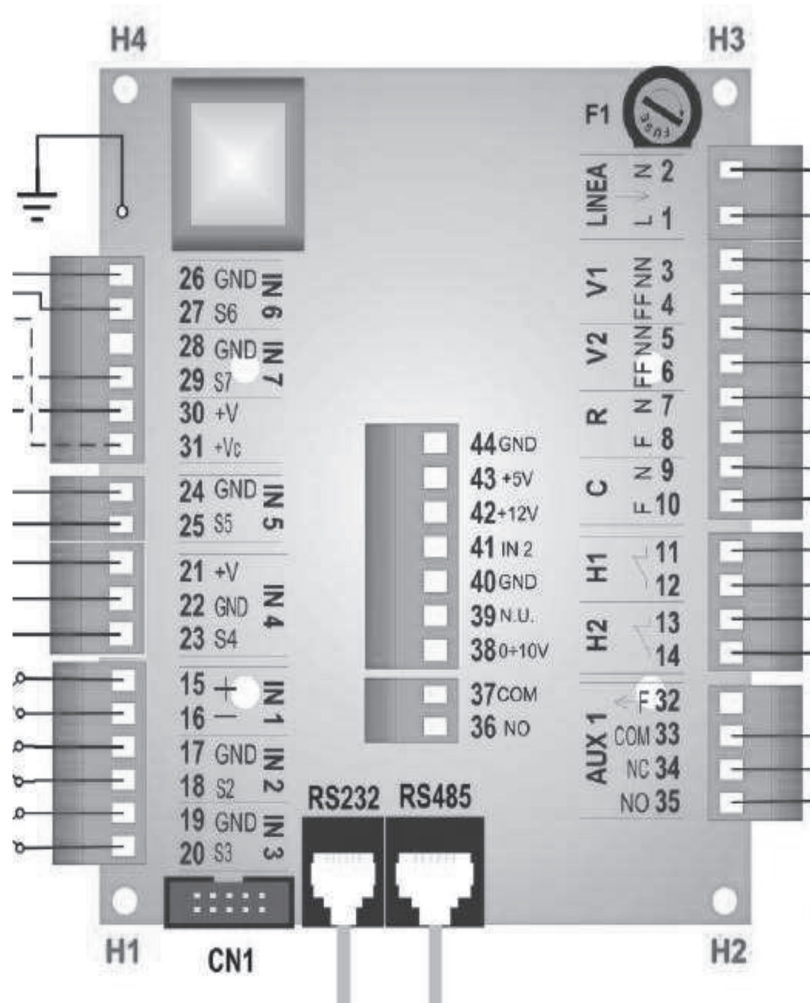 H4
H3
F1
FUSE
LINEA
N 2
L 1
V1
NN 3
FF 4
V2
NN 5
FF 6
R
N 7
F 8
C
N 9
F 10
H1
11
12
H2
13
14
AUX 1
F 32
COM 33
NC 34
NO 35
26 GND
27 S6
IN 6
28 GND
29 S7
IN 7
30 +V
31 +Vc
24 GND
25 S5
IN 5
21 +V
22 GND
23 S4
IN 4
15 +
16 −
IN 1
17 GND
18 S2
IN 2
19 GND
20 S3
IN 3
44 GND
43 +5V
42 +12V
41 IN 2
40 GND
39 N.U.
38 0÷10V
37 COM
36 NO
RS232
RS485
H1
CN1
H2